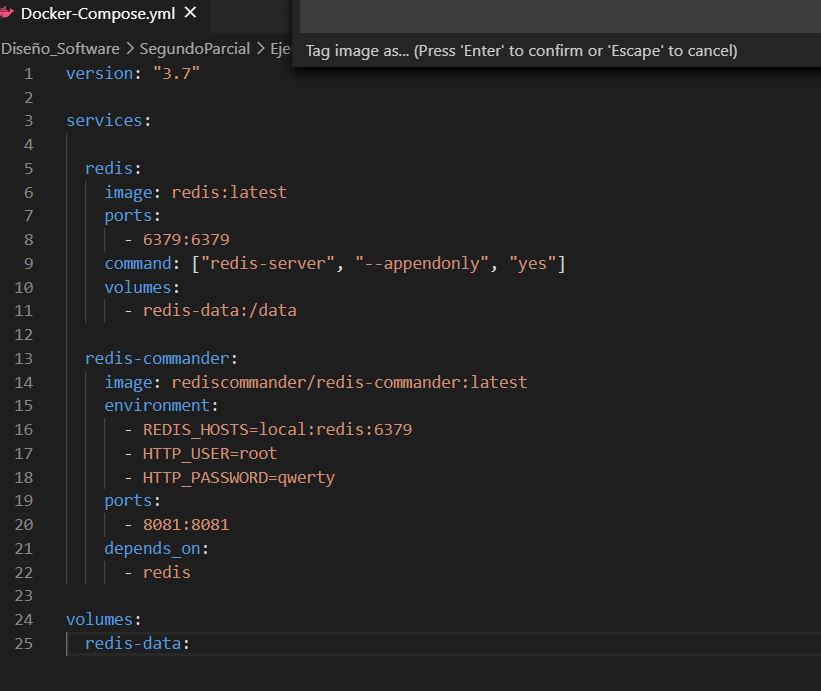 Docker-Compose.yml
Diseño_Software > SegundoParcial > Eje
Tag image as... (Press 'Enter' to confirm or 'Escape' to cancel)
1 version: "3.7"
2
3 services:
4
5 redis:
6 image: redis:latest
7 ports:
8 - 6379:6379
9 command: ["redis-server", "--appendonly", "yes"]
10 volumes:
11 - redis-data:/data
12
13 redis-commander:
14 image: rediscommander/redis-commander:latest
15 environment:
16 - REDIS_HOSTS=local:redis:6379
17 - HTTP_USER=root
18 - HTTP_PASSWORD=qwerty
19 ports:
20 - 8081:8081
21 depends_on:
22 - redis
23
24 volumes:
25 redis-data: